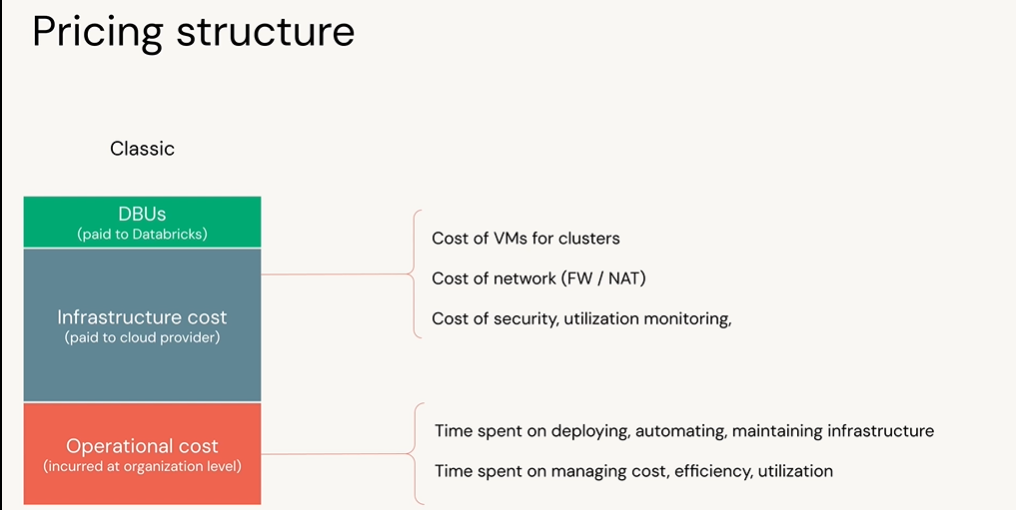 Pricing structure
Classic
DBUs
(paid to Databricks)
Infrastructure cost
(paid to cloud provider)
Operational cost
(incurred at organization level)
Cost of VMs for clusters
Cost of network (FW / NAT)
Cost of security, utilization monitoring,
Time spent on deploying, automating, maintaining infrastructure
Time spent on managing cost, efficiency, utilization